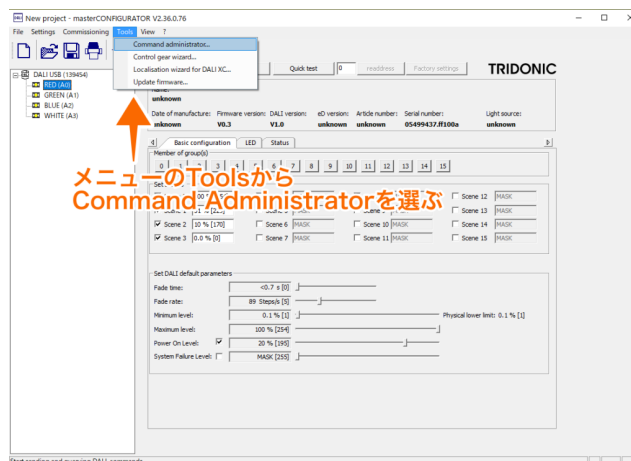 New project - masterCONFIGURATOR V2.36.0.76
File Settings Commissioning Tools View ?
Command administrator...
Control gear wizard...
Localisation wizard for DALI XC...
Update firmware...
Quick test 0 readdress Factory settings TRIDONIC
DALI USB (139454)
RED (A0)
GREEN (A1)
BLUE (A2)
WHITE (A3)
Name:
unknown
Date of manufacture: Firmware version: DALI version: eD version: Article number: Serial number: Light source:
unknown V0.3 V1.0 unknown unknown 05499437.ff100a unknown
Basic configuration LED Status
Member of group(s)
0 1 2 3 4 5 6 7 8 9 10 11 12 13 14 15
メニューのToolsから
Command Administratorを選ぶ
Scene 12 MASK
Scene 13 MASK
Scene 2 10 % [170] Scene 6 MASK Scene 10 MASK Scene 14 MASK
Scene 3 0.0 % [0] Scene 7 MASK Scene 11 MASK Scene 15 MASK
Set DALI default parameters
Fade time: <0.7 s [0]
Fade rate: 89 Steps/s [5]
Minimum level: 0.1 % [1] Physical lower limit: 0.1 % [1]
Maximum level: 100 % [254]
Power On Level: 20 % [195]
System Failure Level: MASK [255]